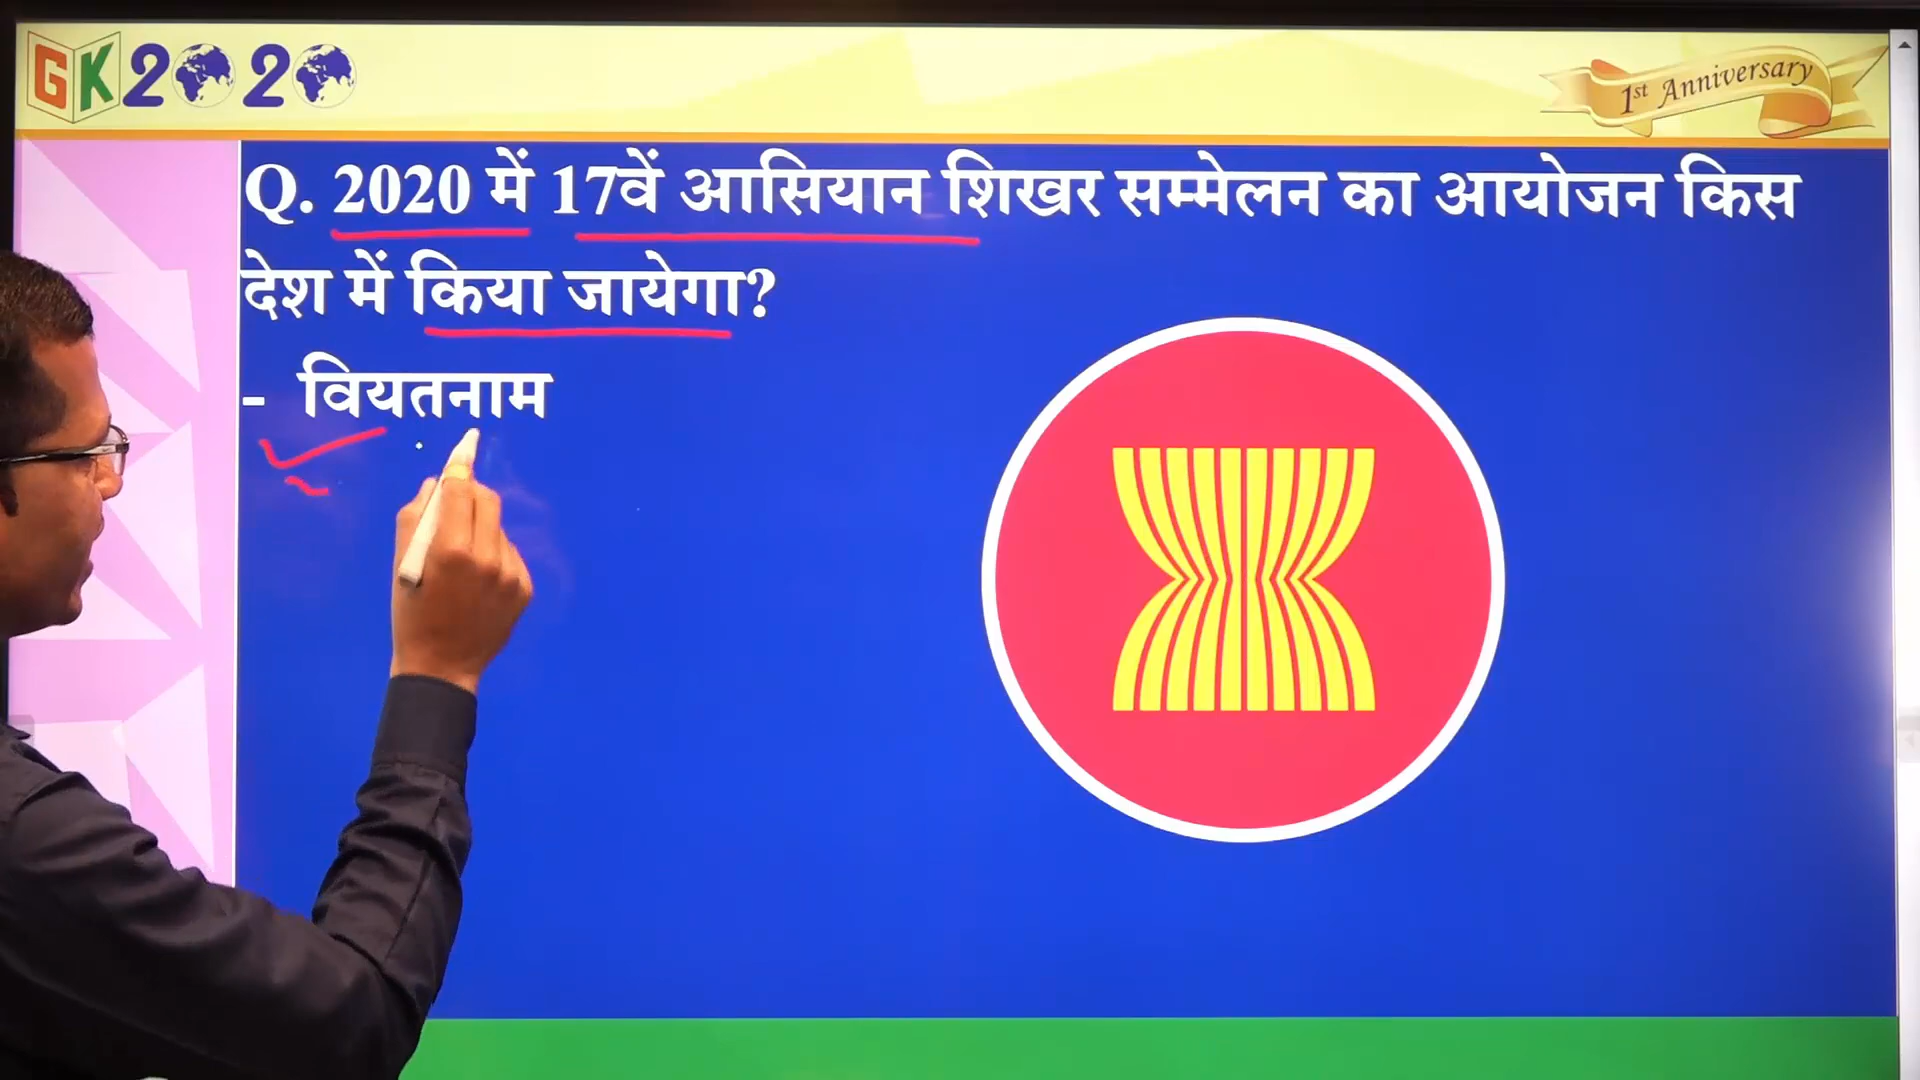 GK2020
1st Anniversary
Q. 2020 में 17वें आसियान शिखर सम्मेलन का आयोजन किस
देश में किया जायेगा?
- वियतनाम